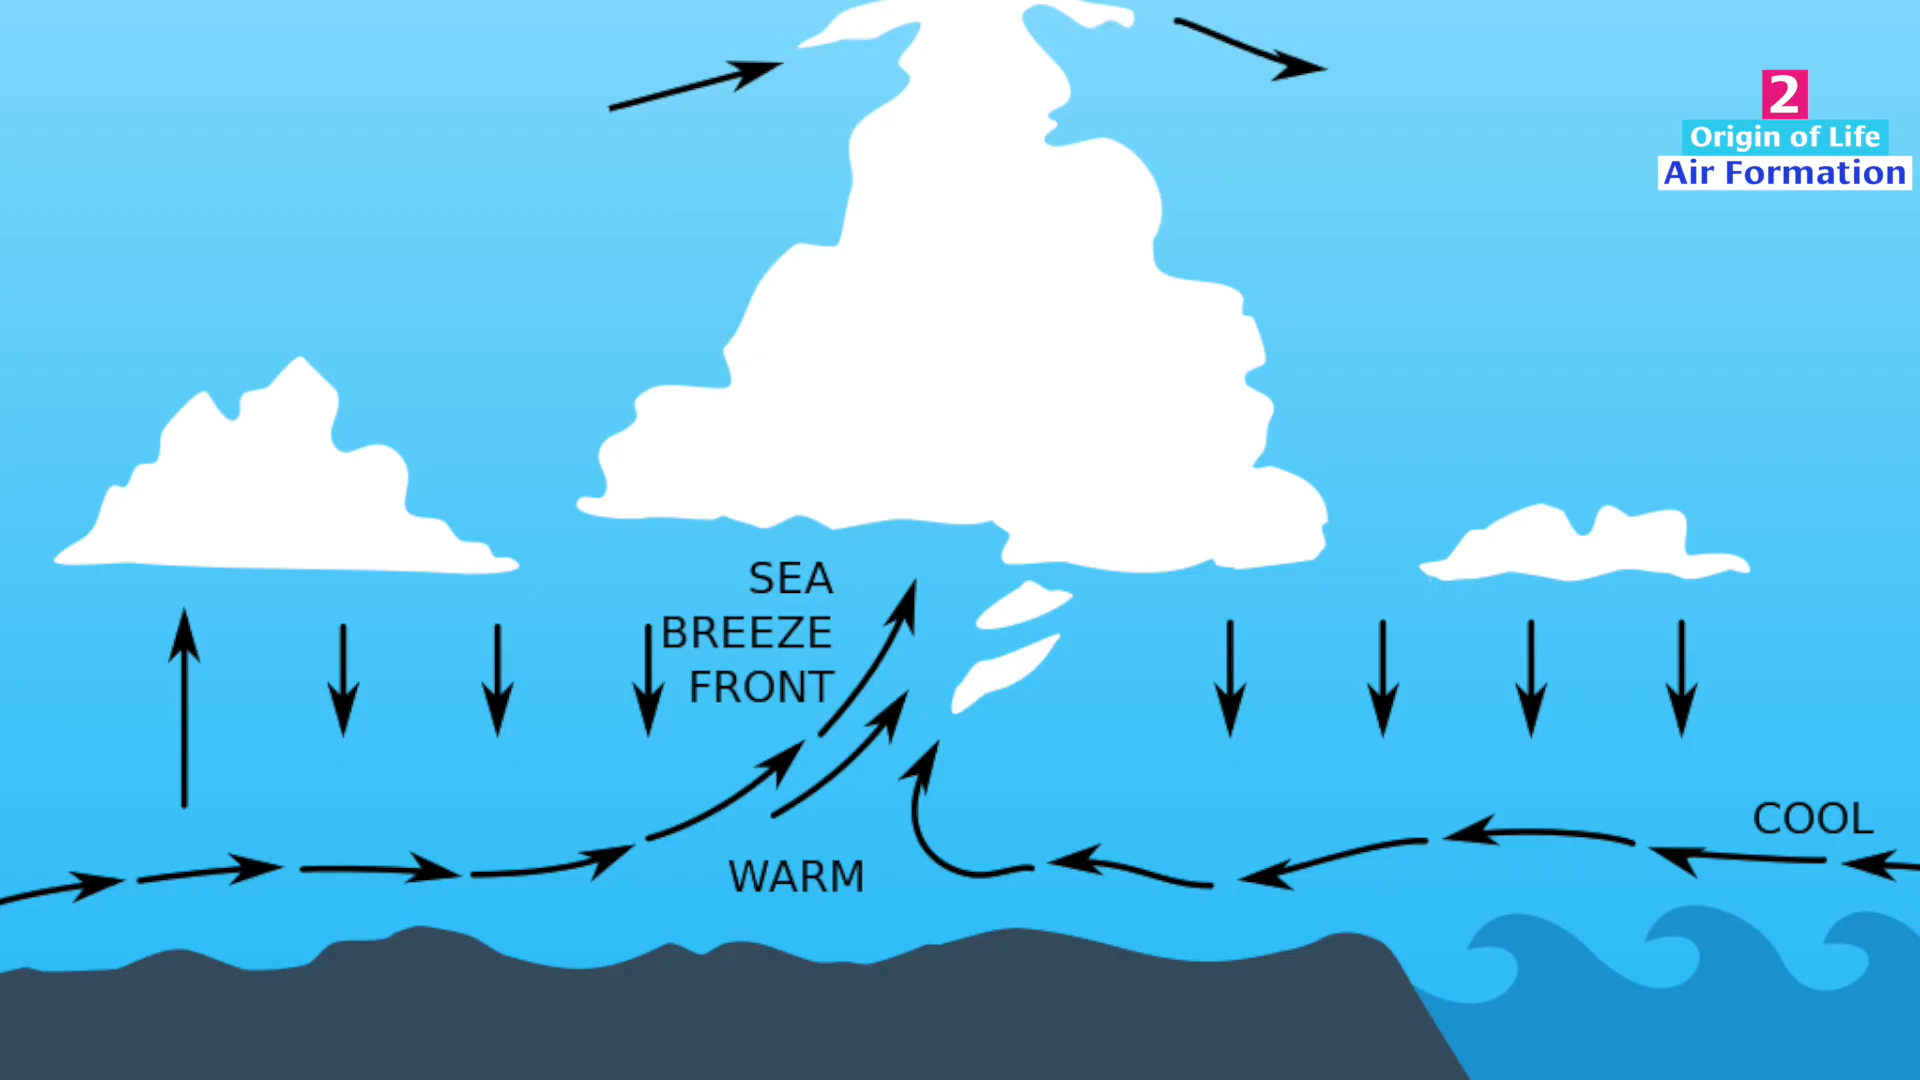 2
Origin of Life
Air Formation
SEA
BREEZE
FRONT
COOL
WARM